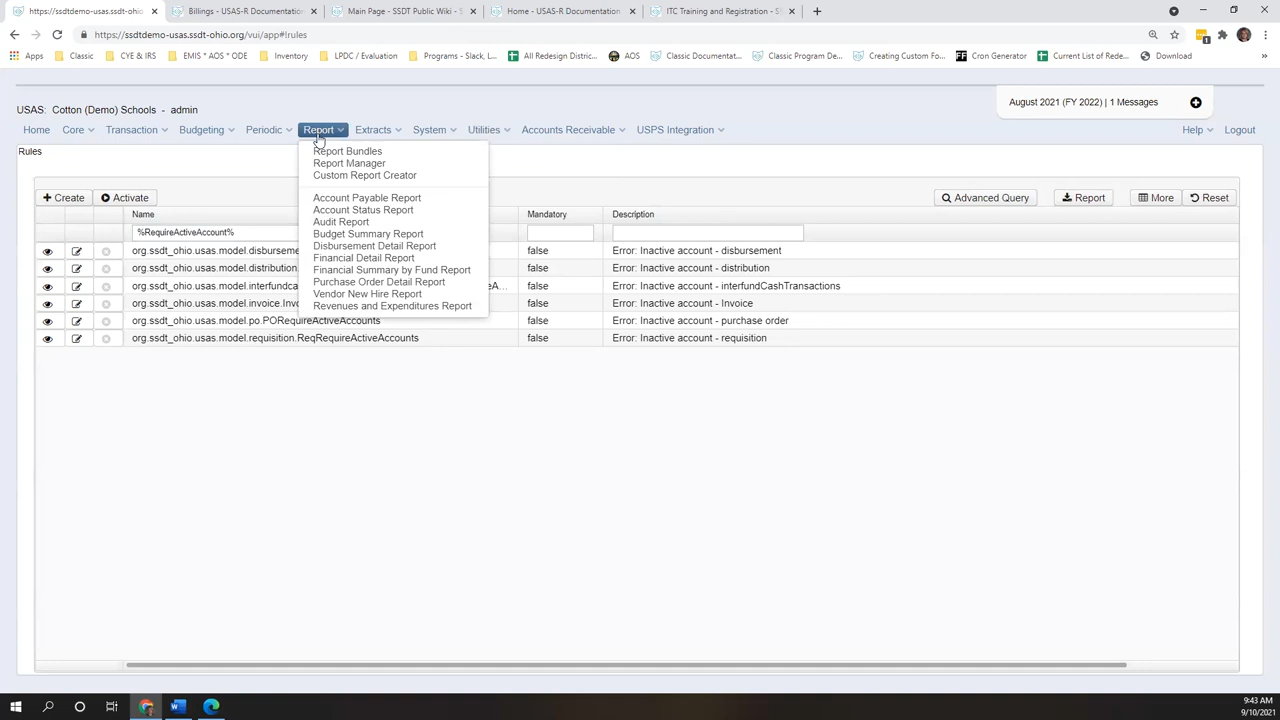 https://ssdtdemo-usas.ssdt-ohio
Billings - USAS-R Documentation
Main Page - SSDT Public Wiki - S
Home - USAS-R Documentation
ITC Training and Registration - S
https://ssdtdemo-usas.ssdt-ohio.org/vui/app#!rules
Apps
Classic
CYE & IRS
EMIS * AOS * ODE
Inventory
LPDC / Evaluation
Programs - Slack, L...
All Redesign Distric...
AOS
Classic Documentat...
Classic Program De...
Creating Custom Fo...
Cron Generator
Current List of Rede...
Download
USAS: Cotton (Demo) Schools - admin
August 2021 (FY 2022) | 1 Messages
Home Core Transaction Budgeting Periodic Report Extracts System Utilities Accounts Receivable USPS Integration Help Logout
Rules
Report Bundles
Report Manager
Custom Report Creator
Account Payable Report
Account Status Report
Audit Report
Budget Summary Report
Disbursement Detail Report
Financial Detail Report
Financial Summary by Fund Report
Purchase Order Detail Report
Vendor New Hire Report
Revenues and Expenditures Report
Create Activate Advanced Query Report More Reset
Name Mandatory Description
%RequireActiveAccount%
org.ssdt_ohio.usas.model.disburseme false Error: Inactive account - disbursement
org.ssdt_ohio.usas.model.distribution. false Error: Inactive account - distribution
org.ssdt_ohio.usas.model.interfundcas eA... false Error: Inactive account - interfundCashTransactions
org.ssdt_ohio.usas.model.invoice.Invo false Error: Inactive account - Invoice
org.ssdt_ohio.usas.model.po.PORequireActiveAccounts false Error: Inactive account - purchase order
org.ssdt_ohio.usas.model.requisition.ReqRequireActiveAccounts false Error: Inactive account - requisition
9:43 AM
9/10/2021